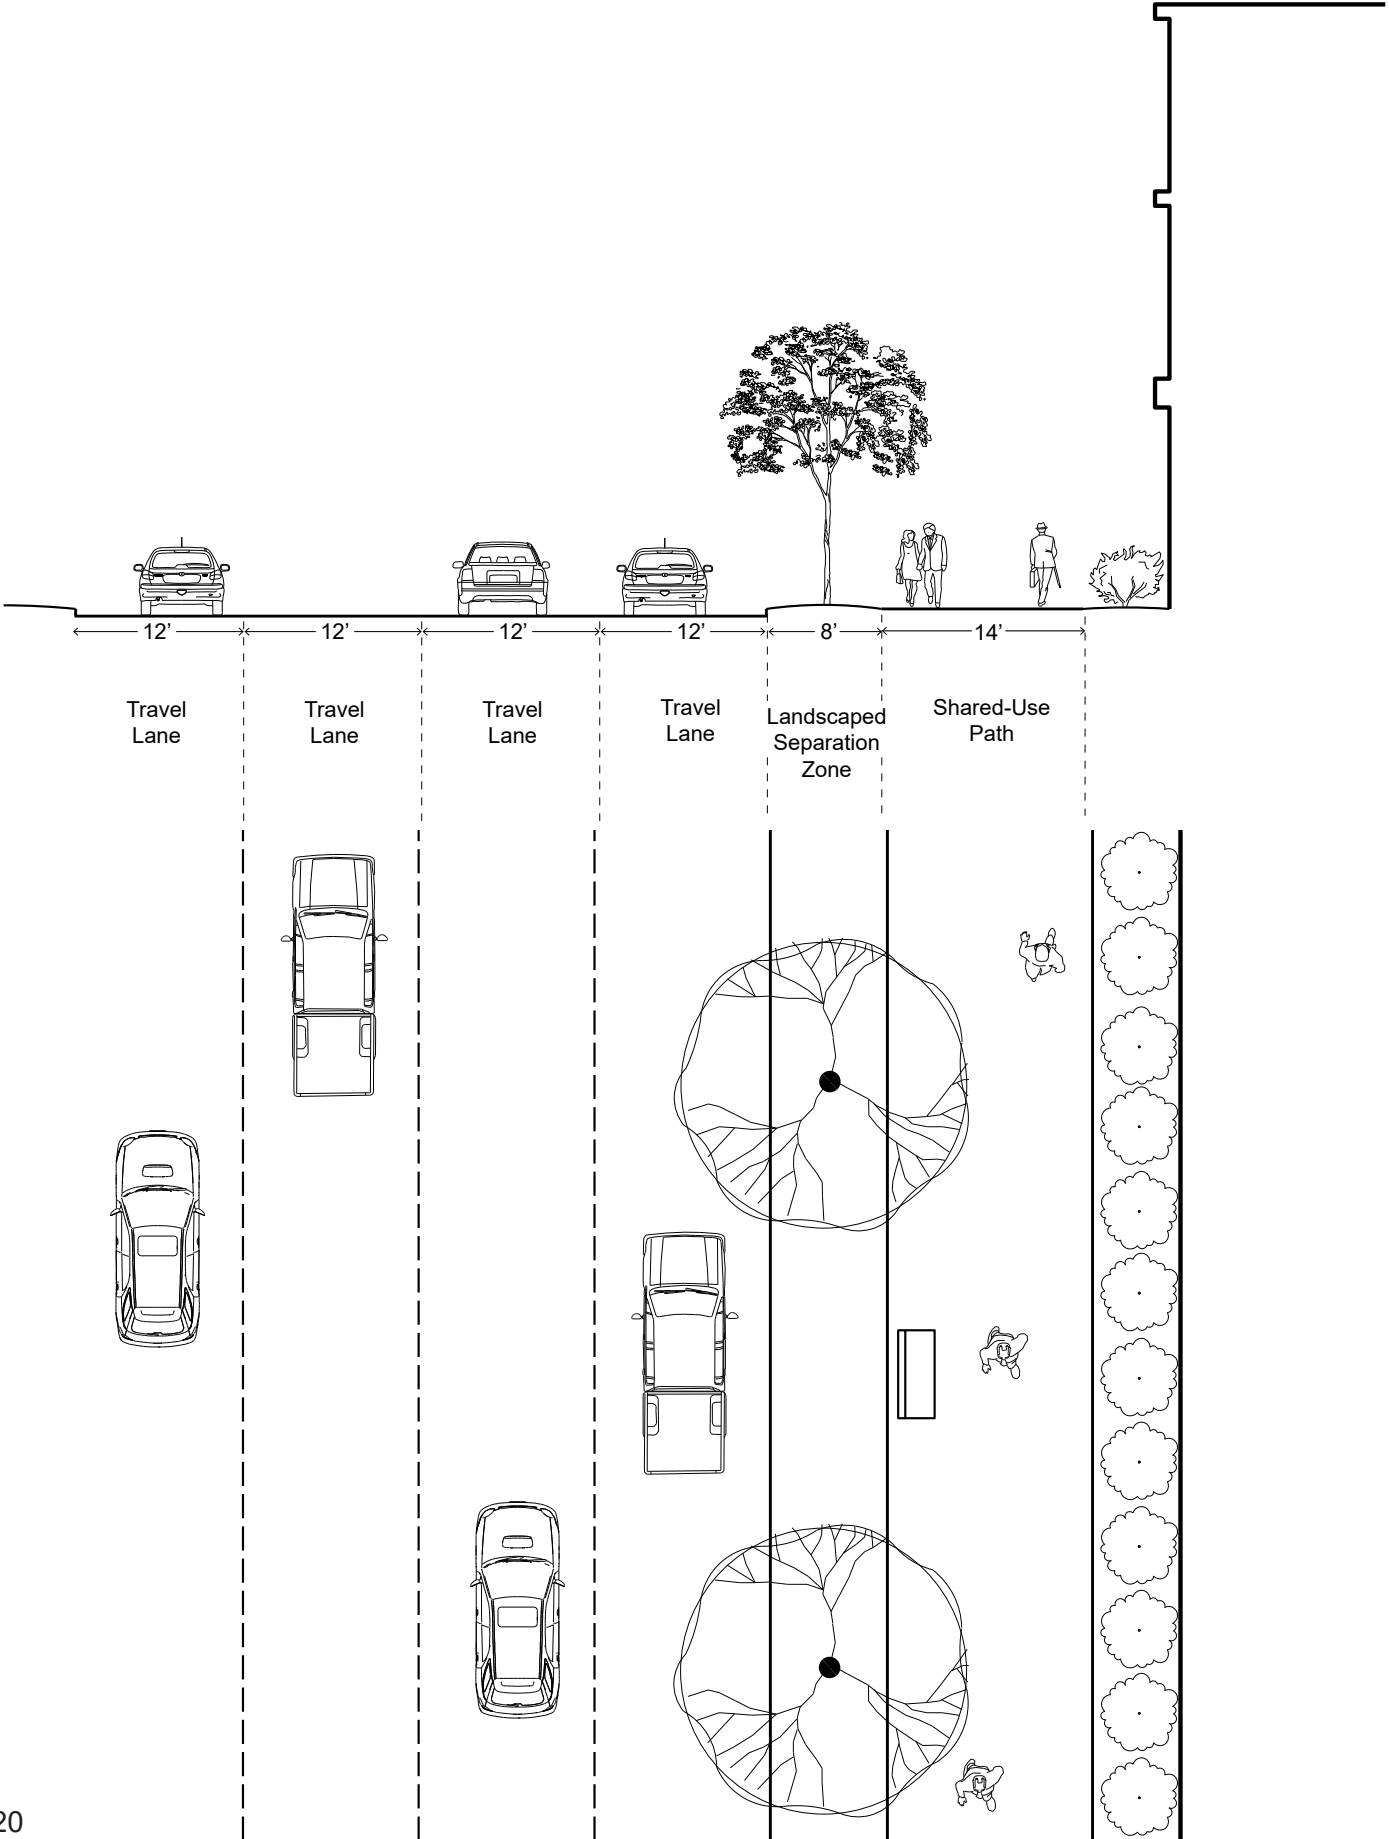 12’ 12’ 12’ 12’ 8’ 14’
Travel
Lane
Travel
Lane
Travel
Lane
Travel
Lane
Landscaped
Separation
Zone
Shared-Use
Path
20